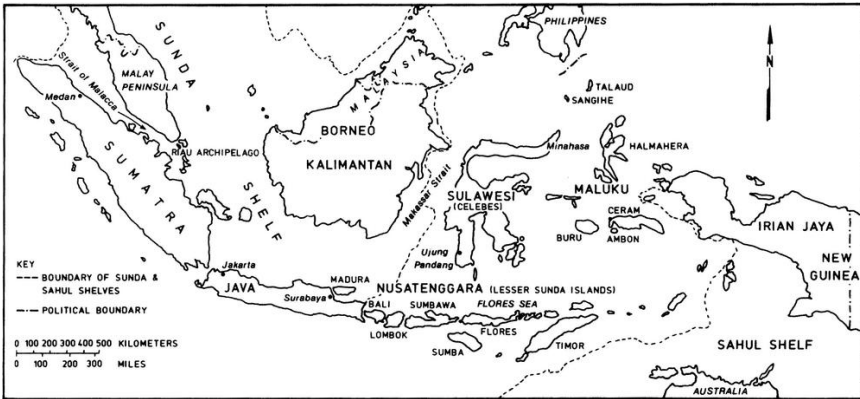 PHILIPPINES
N
SUNDA
Strait of Malacca
MALAY
PENINSULA
MALAYSIA
TALAUD
SANGIHE
Medan
RIAU ARCHIPELAGO
BORNEO
Minahasa
HALMAHERA
KALIMANTAN
SUMATRA
SHELF
Makassar Strait
SULAWESI
(CELEBES)
MALUKU
CERAM
IRIAN JAYA
BURU
AMBON
Ujung
Pandang
NEW
GUINEA
KEY
BOUNDARY OF SUNDA &
SAHUL SHELVES
POLITICAL BOUNDARY
Jakarta
JAVA
MADURA
Surabaya
NUSATENGGARA (LESSER SUNDA ISLANDS)
BALI
SUMBAWA
FLORES SEA
LOMBOK
FLORES
SUMBA
TIMOR
SAHUL SHELF
0 100 200 300 400 500 KILOMETERS
0 100 200 300 MILES
AUSTRALIA